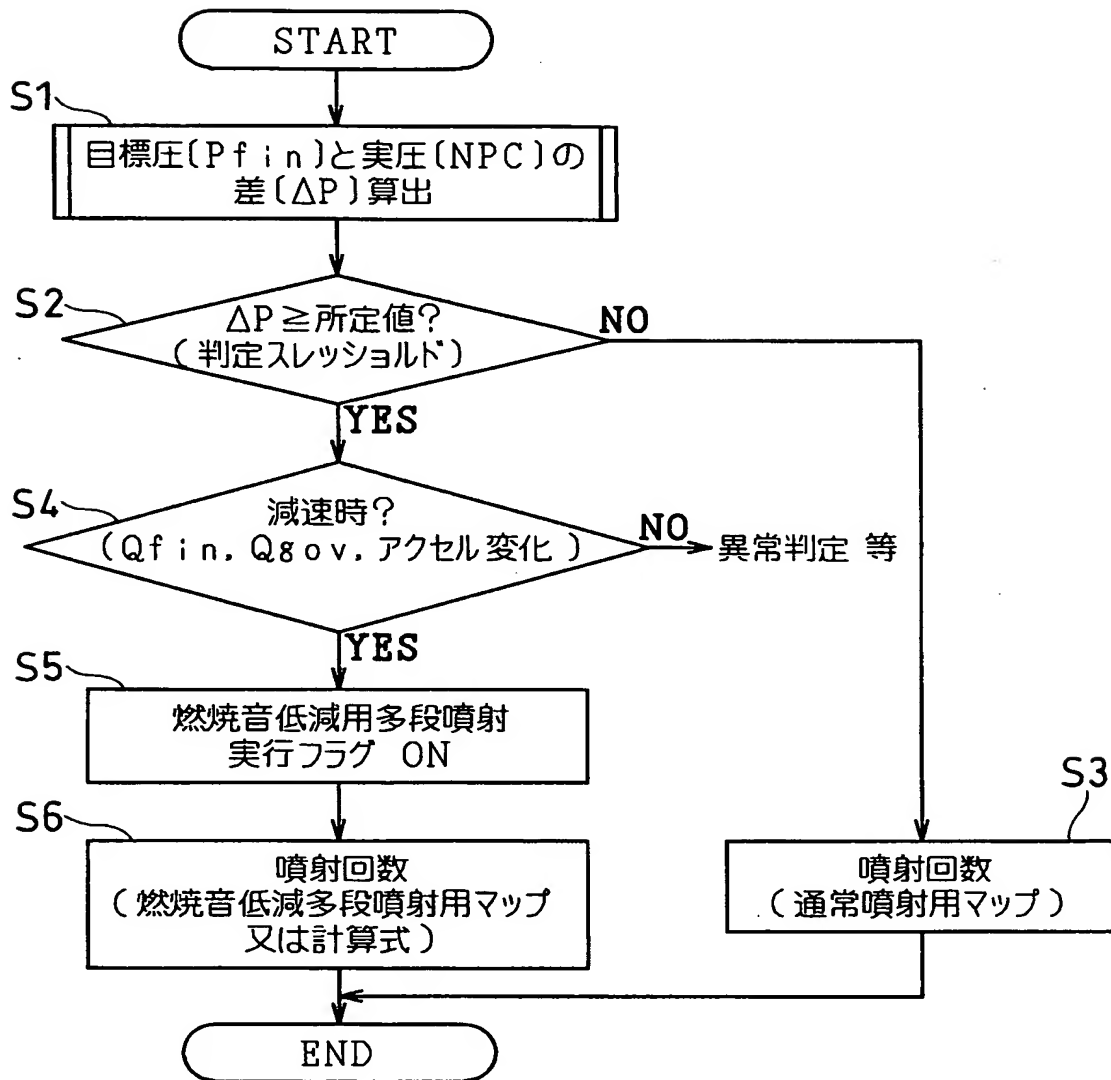 START
S1
目標圧(Pfin)と実圧(NPC)の
差(ΔP)算出
S2
ΔP≧所定値?
(判定スレッショルド)
NO
YES
S4
減速時?
(Qfin,Qgov,アクセル変化)
NO
異常判定 等
YES
S5
燃焼音低減用多段噴射
実行フラグ ON
S6
噴射回数
(燃焼音低減多段噴射用マップ
又は計算式)
S3
噴射回数
(通常噴射用マップ)
END